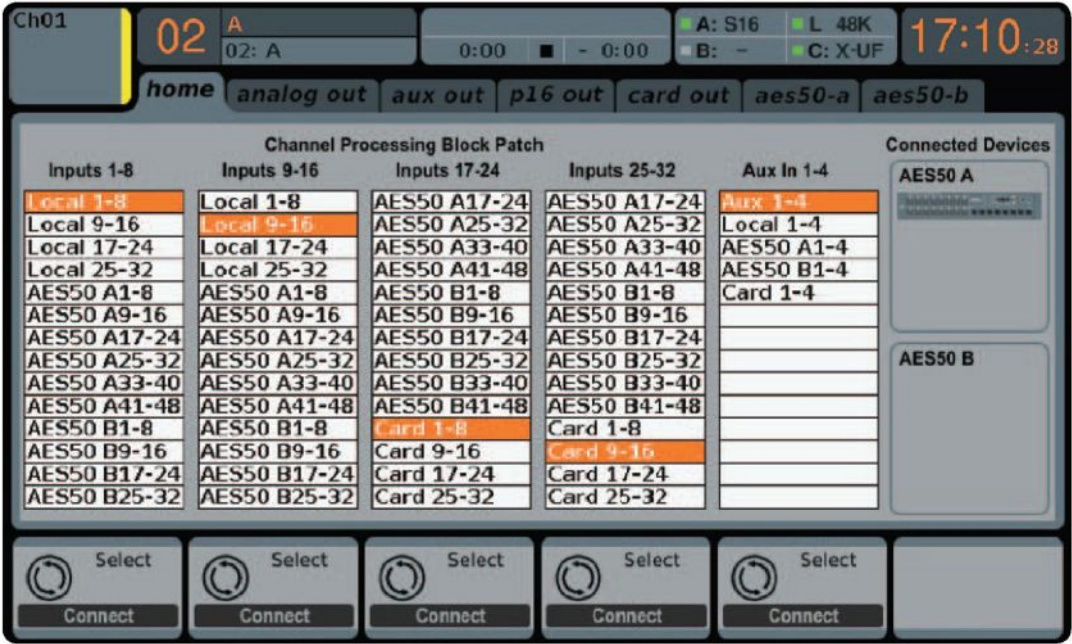 Ch01
02
A
02: A
0:00 - 0:00
A: S16
L 48K
B: -
C: X-UF
17:10:28
home analog out aux out p16 out card out aes50-a aes50-b
Channel Processing Block Patch
Connected Devices
Inputs 1-8 Inputs 9-16 Inputs 17-24 Inputs 25-32 Aux In 1-4
AES50 A
Local 1-8 Local 1-8 AES50 A17-24 AES50 A17-24 Aux 1-4
Local 9-16 Local 9-16 AES50 A25-32 AES50 A25-32 Local 1-4
Local 17-24 Local 17-24 AES50 A33-40 AES50 A33-40 AES50 A1-4
Local 25-32 Local 25-32 AES50 A41-48 AES50 A41-48 AES50 B1-4
AES50 A1-8 AES50 A1-8 AES50 B1-8 AES50 B1-8 Card 1-4
AES50 A9-16 AES50 A9-16 AES50 B9-16 AES50 B9-16
AES50 A17-24 AES50 A17-24 AES50 B17-24 AES50 B17-24
AES50 A25-32 AES50 A25-32 AES50 B25-32 AES50 B25-32
AES50 B
AES50 A33-40 AES50 A33-40 AES50 B33-40 AES50 B33-40
AES50 A41-48 AES50 A41-48 AES50 B41-48 AES50 B41-48
AES50 B1-8 AES50 B1-8 Card 1-8 Card 1-8
AES50 B9-16 AES50 B9-16 Card 9-16 Card 9-16
AES50 B17-24 AES50 B17-24 Card 17-24 Card 17-24
AES50 B25-32 AES50 B25-32 Card 25-32 Card 25-32
Select Select Select Select Select
Connect Connect Connect Connect Connect